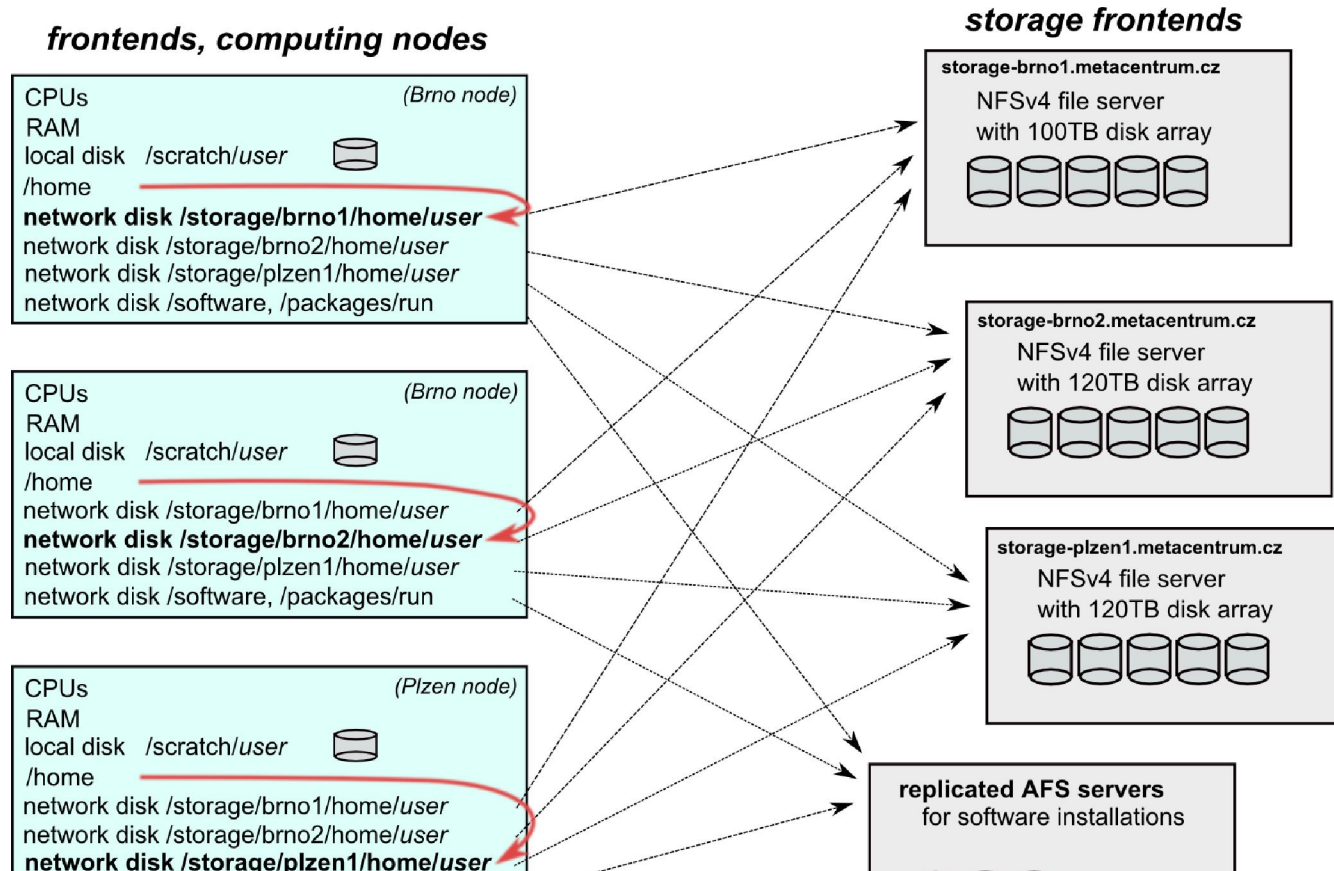 frontends, computing nodes
CPUs (Brno node)
RAM
local disk /scratch/user
/home
network disk /storage/brno1/home/user
network disk /storage/brno2/home/user
network disk /storage/plzen1/home/user
network disk /software, /packages/run
CPUs (Brno node)
RAM
local disk /scratch/user
/home
network disk /storage/brno1/home/user
network disk /storage/brno2/home/user
network disk /storage/plzen1/home/user
network disk /software, /packages/run
CPUs (Plzen node)
RAM
local disk /scratch/user
/home
network disk /storage/brno1/home/user
network disk /storage/brno2/home/user
network disk /storage/plzen1/home/user
storage frontends
storage-brno1.metacentrum.cz
NFSv4 file server
with 100TB disk array
storage-brno2.metacentrum.cz
NFSv4 file server
with 120TB disk array
storage-plzen1.metacentrum.cz
NFSv4 file server
with 120TB disk array
replicated AFS servers
for software installations